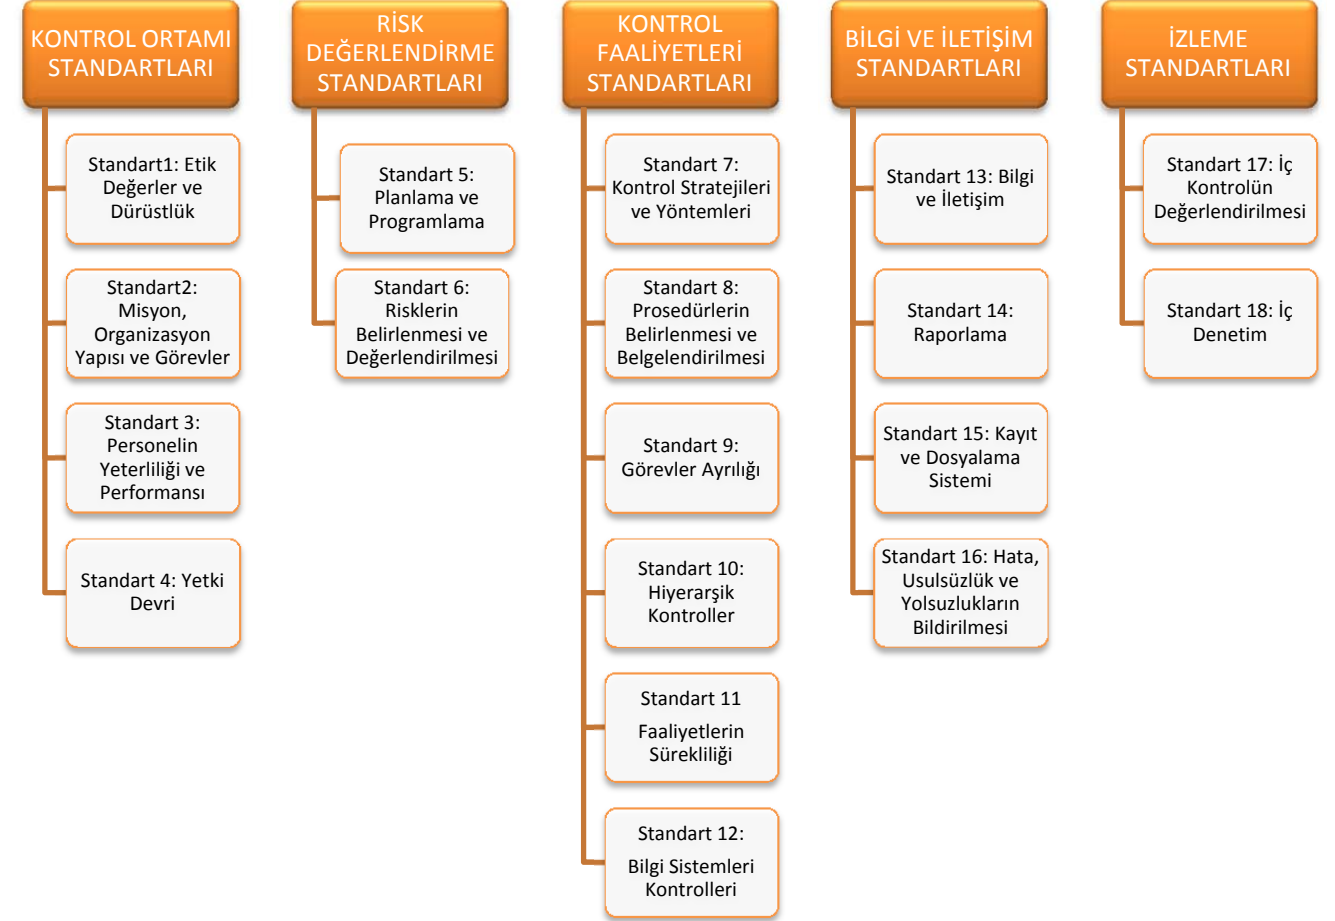 KONTROL ORTAMI
STANDARTLARI
Standart1: Etik
Değerler ve
Dürüstlük
Standart2:
Misyon,
Organizasyon
Yapısı ve Görevler
Standart 3:
Personelin
Yeterliliği ve
Performansı
Standart 4: Yetki
Devri
RİSK
DEĞERLENDİRME
STANDARTLARI
Standart 5:
Planlama ve
Programlama
Standart 6:
Risklerin
Belirlenmesi ve
Değerlendirilmesi
KONTROL
FAALİYETLERİ
STANDARTLARI
Standart 7:
Kontrol Stratejileri
ve Yöntemleri
Standart 8:
Prosedürlerin
Belirlenmesi ve
Belgelendirilmesi
Standart 9:
Görevler Ayrılığı
Standart 10:
Hiyerarşik
Kontroller
Standart 11
Faaliyetlerin
Sürekliliği
Standart 12:
Bilgi Sistemleri
Kontrolleri
BİLGİ VE İLETİŞİM
STANDARTLARI
Standart 13: Bilgi
ve İletişim
Standart 14:
Raporlama
Standart 15: Kayıt
ve Dosyalama
Sistemi
Standart 16: Hata,
Usulsüzlük ve
Yolsuzlukların
Bildirilmesi
İZLEME
STANDARTLARI
Standart 17: İç
Kontrolün
Değerlendirilmesi
Standart 18: İç
Denetim